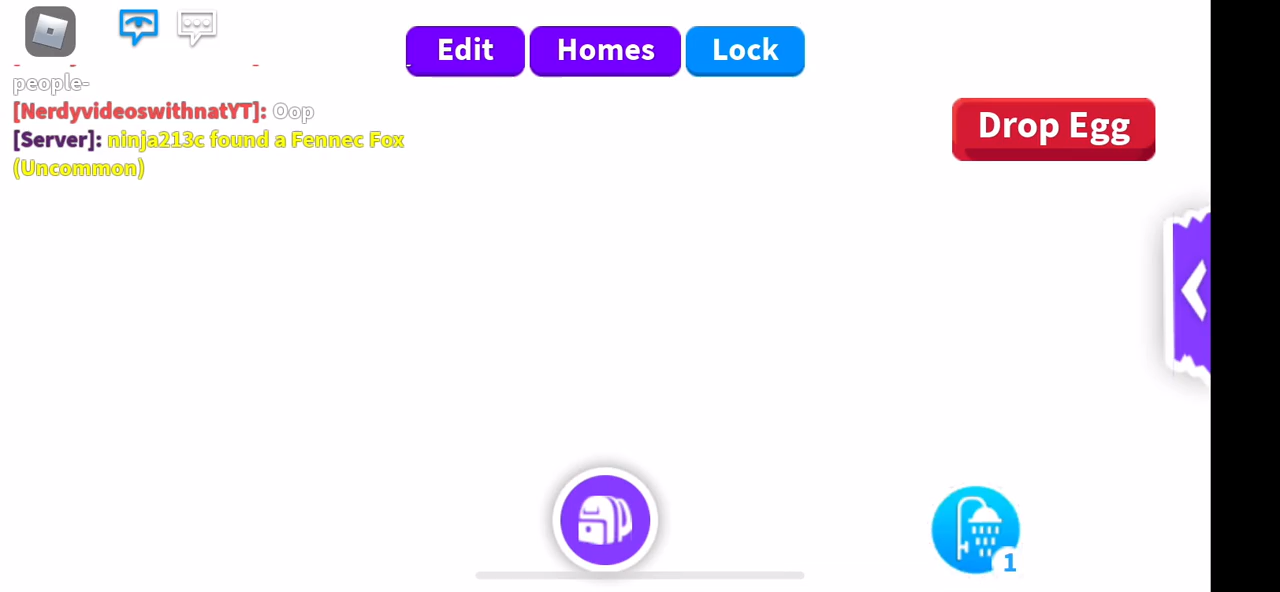 Edit Homes Lock
people-
[NerdyvideoswithnatYT]: Oop
Drop Egg
[Server]: ninja213c found a Fennec Fox
(Uncommon)
1